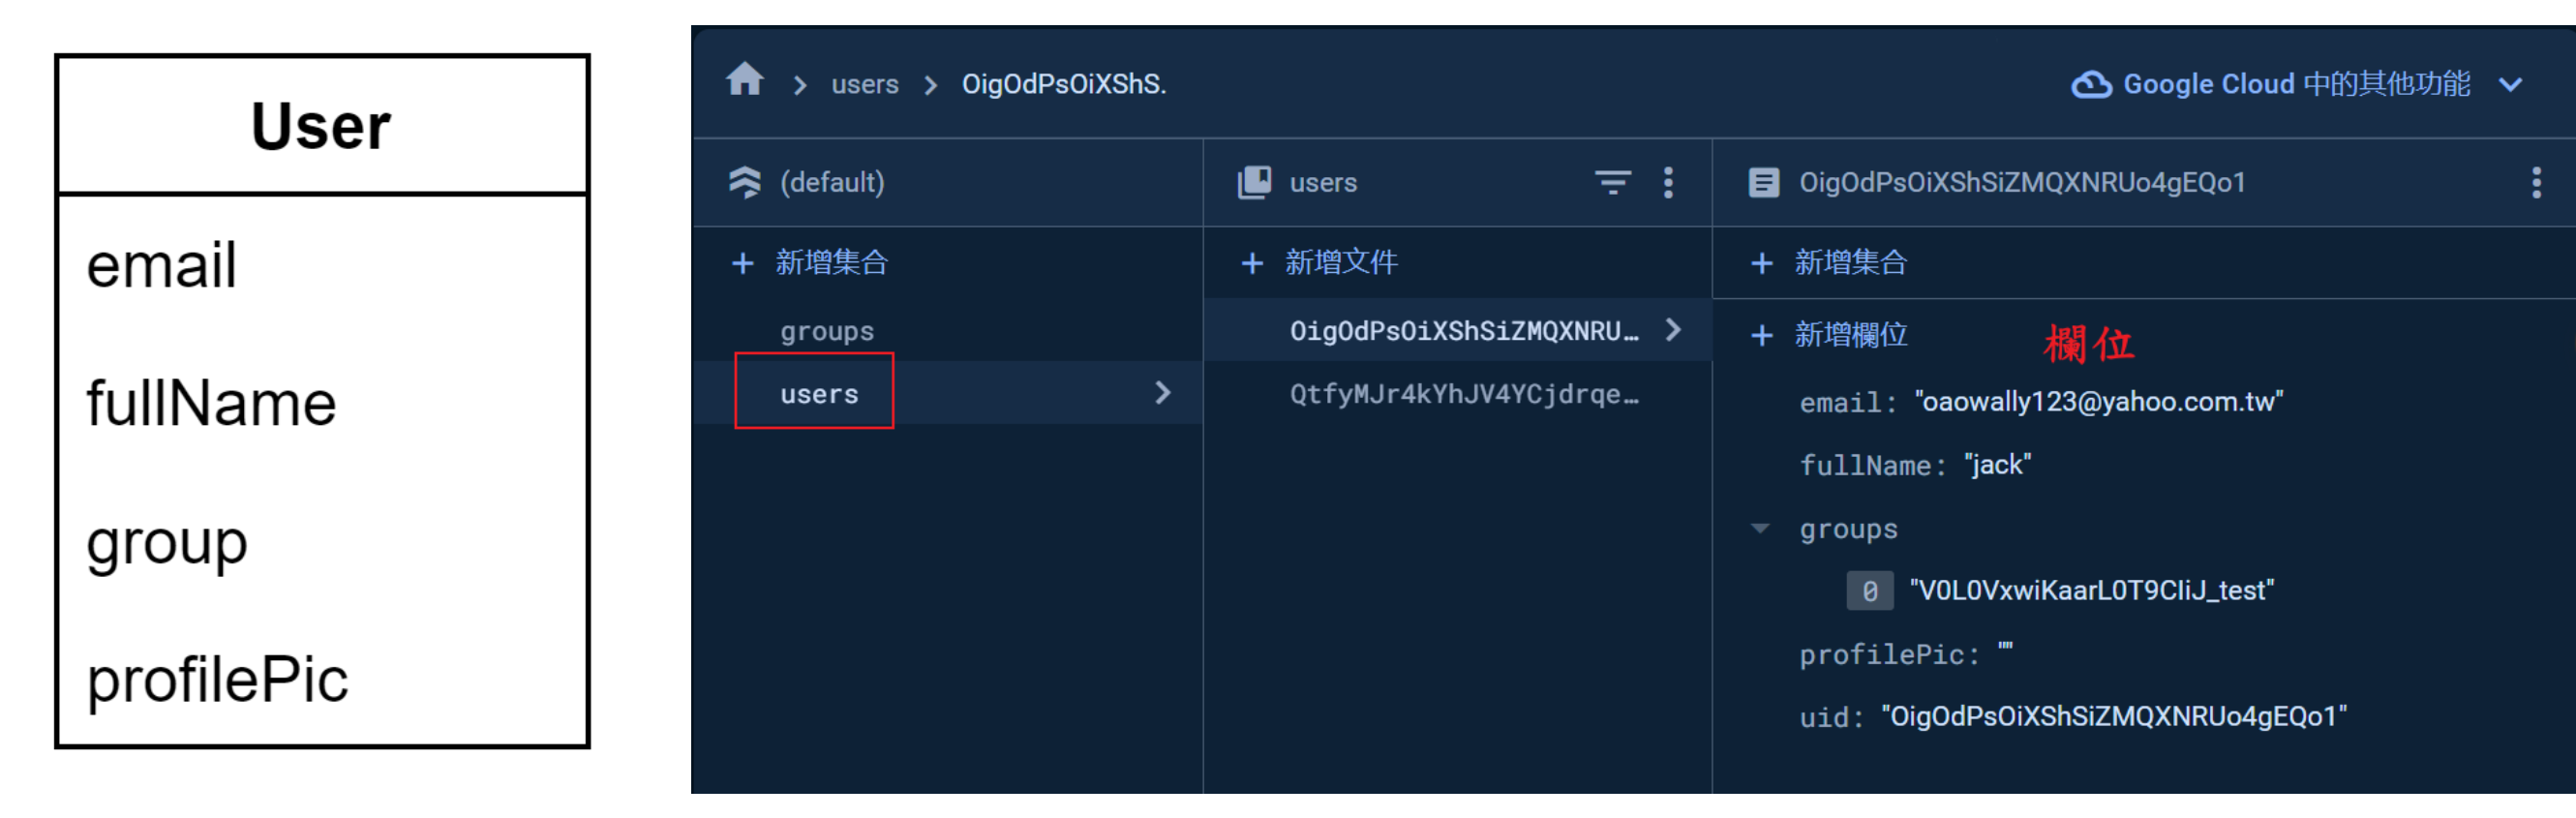 User
email
fullName
group
profilePic
users
OigOdPsOiXShS.
Google Cloud 中的其他功能
(default)
users
OigOdPsOiXShSiZMQXNRUo4gEQo1
新增集合
新增文件
新增集合
groups
OigOdPsOiXShSiZMQXNRU…
新增欄位
欄位
users
QtfyMJr4kYhJV4YCjdrqe…
email: "oaowally123@yahoo.com.tw"
fullName: "jack"
groups
0 "V0L0VxwiKaarL0T9CIiJ_test"
profilePic: ""
uid: "OigOdPsOiXShSiZMQXNRUo4gEQo1"